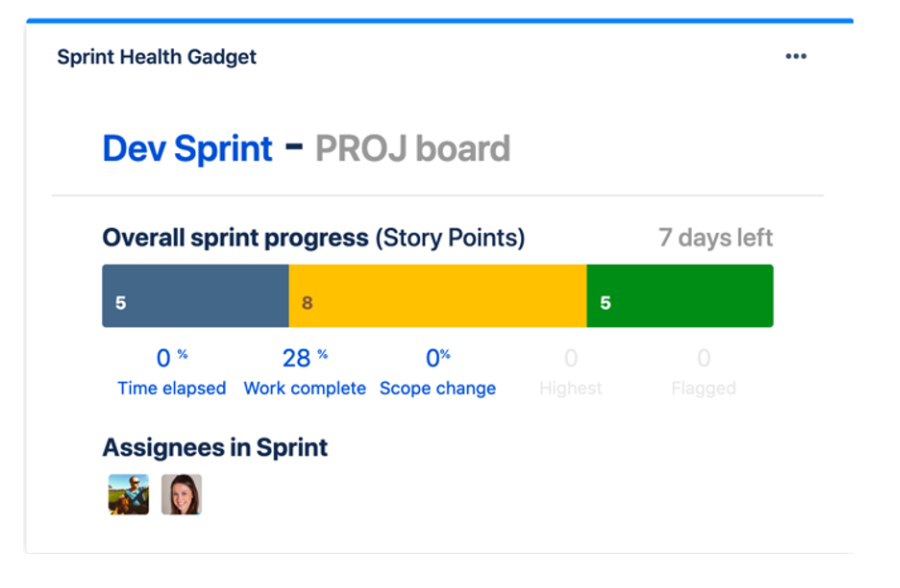 Sprint Health Gadget
Dev Sprint - PROJ board
Overall sprint progress (Story Points) 7 days left
5 8 5
0 % 28 % 0% 0 0
Time elapsed Work complete Scope change Highest Flagged
Assignees in Sprint